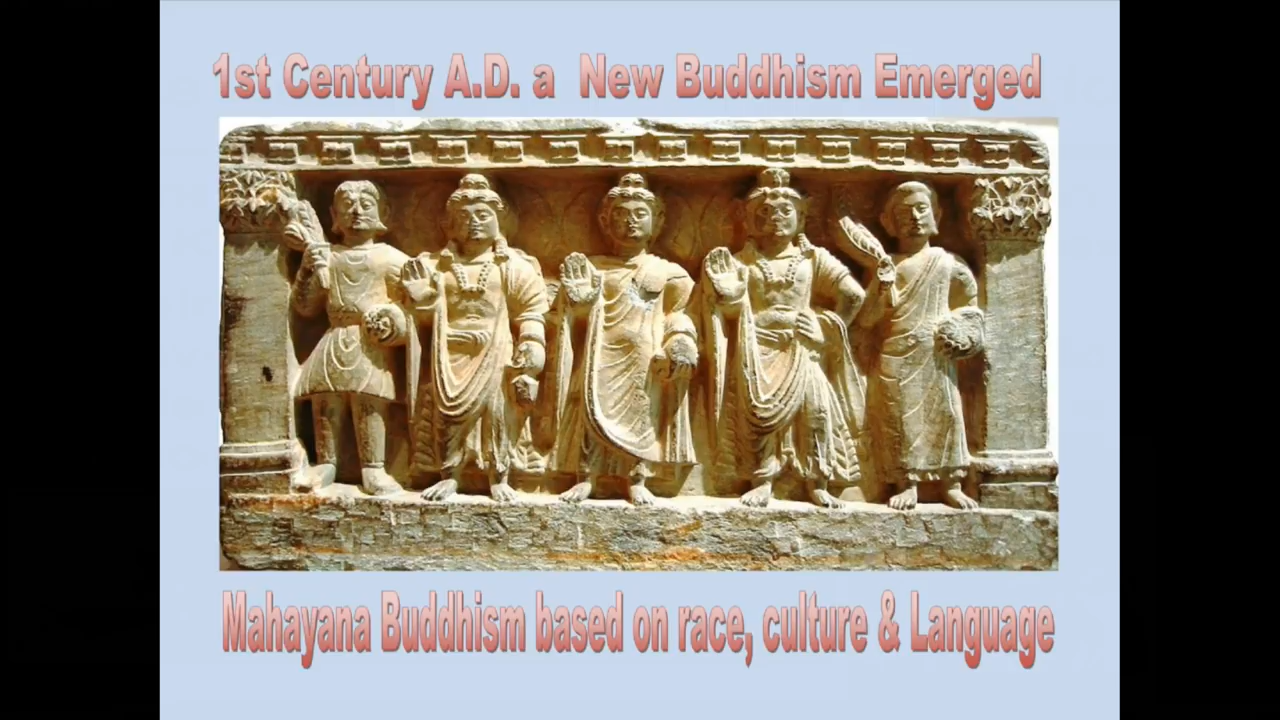 1st Century A.D. a New Buddhism Emerged
Mahayana Buddhism based on race, culture & Language